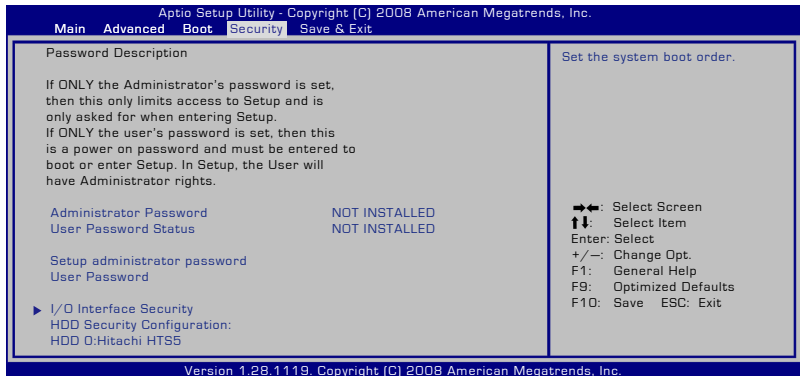 Aptio Setup Utility - Copyright (C) 2008 American Megatrends, Inc.
Main Advanced Boot Security Save & Exit
Password Description
If ONLY the Administrator's password is set,
then this only limits access to Setup and is
only asked for when entering Setup.
If ONLY the user's password is set, then this
is a power on password and must be entered to
boot or enter Setup. In Setup, the User will
have Administrator rights.
Administrator Password NOT INSTALLED
User Password Status NOT INSTALLED
Setup administrator password
User Password
I/O Interface Security
HDD Security Configuration:
HDD 0:Hitachi HTS5
Set the system boot order.
→←: Select Screen
↑↓: Select Item
Enter: Select
+/—: Change Opt.
F1: General Help
F9: Optimized Defaults
F10: Save ESC: Exit
Version 1.28.1119. Copyright (C) 2008 American Megatrends, Inc.